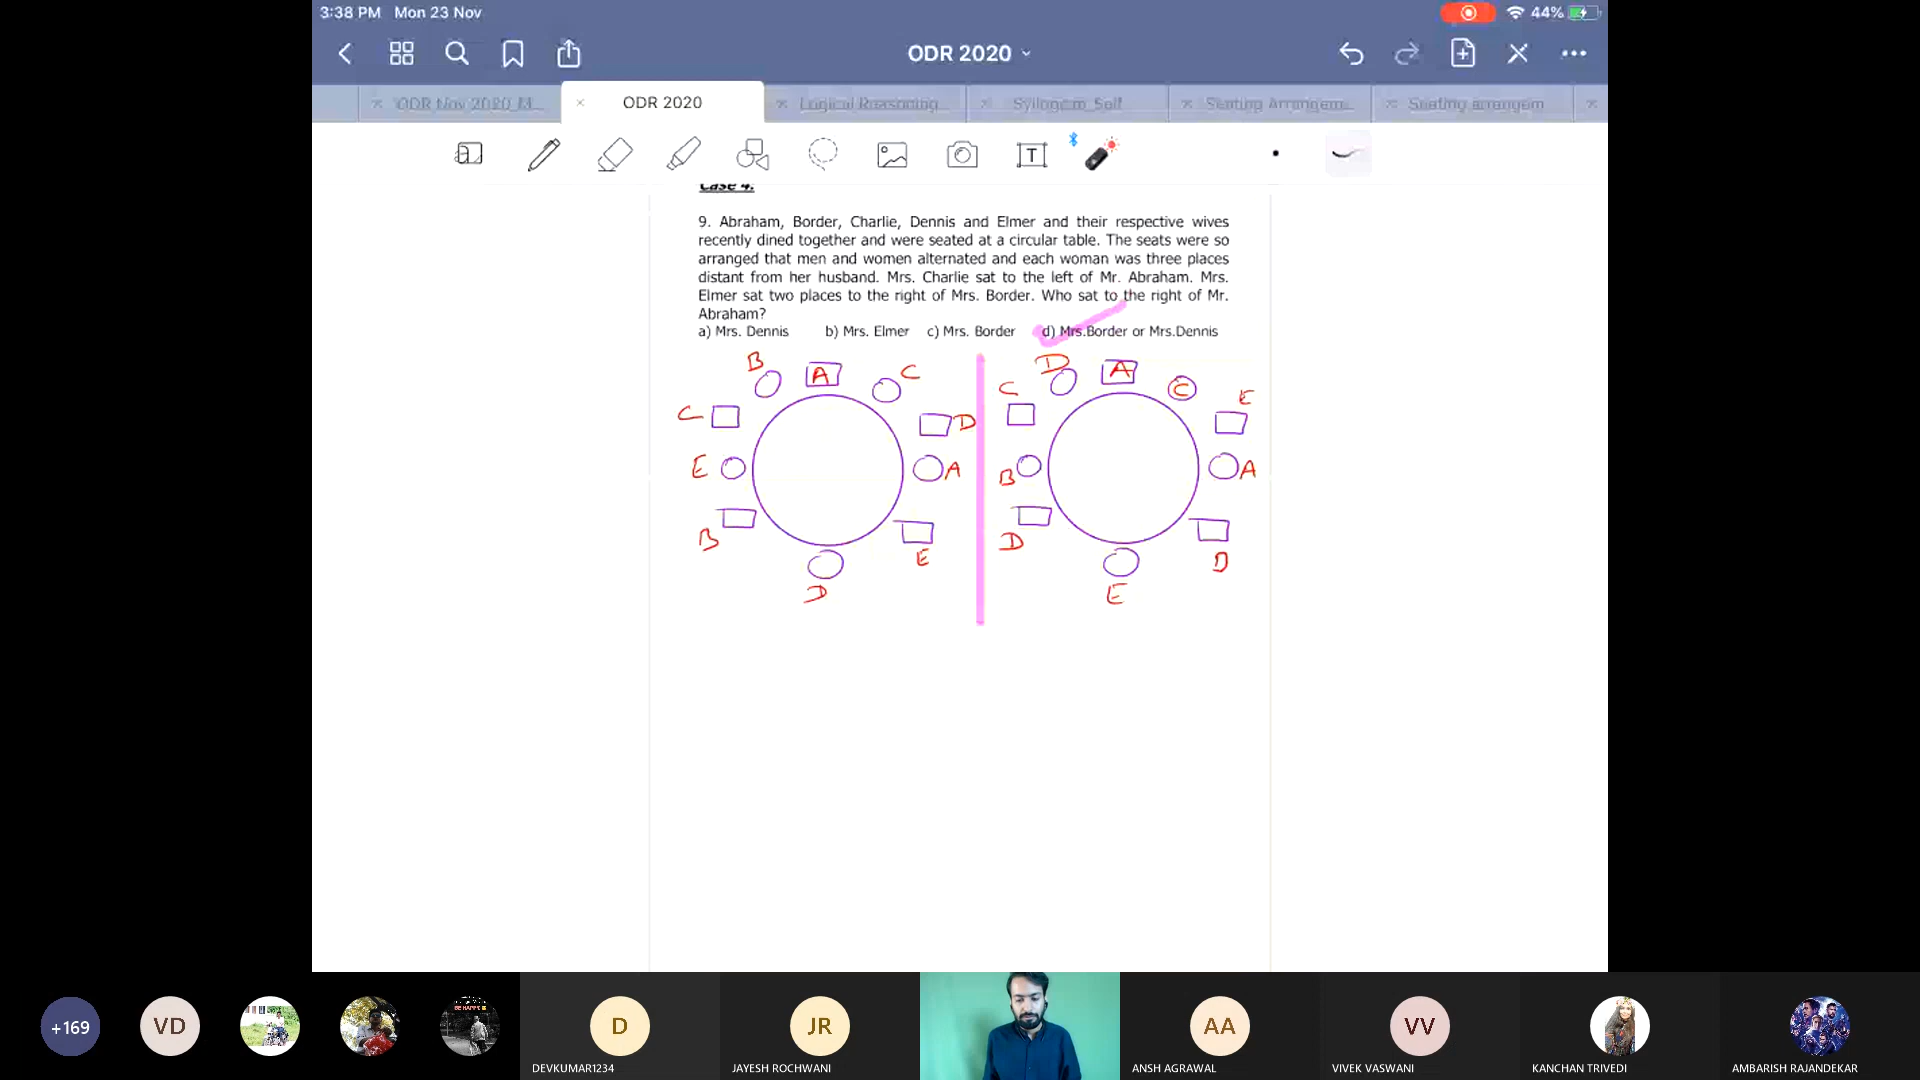 3:38 PM Mon 23 Nov
44%
ODR 2020
ODR Nov 2020_M...
ODR 2020
Logical Reasoning...
Syllogism_Self
Seating Arrangem...
Seating arrangem
T
Case 4:
9. Abraham, Border, Charlie, Dennis and Elmer and their respective wives
recently dined together and were seated at a circular table. The seats were so
arranged that men and women alternated and each woman was three places
distant from her husband. Mrs. Charlie sat to the left of Mr. Abraham. Mrs.
Elmer sat two places to the right of Mrs. Border. Who sat to the right of Mr.
Abraham?
a) Mrs. Dennis b) Mrs. Elmer c) Mrs. Border d) Mrs.Border or Mrs.Dennis
B A C D A C
C D C E
E A B A
B E D D
D E
+169 VD BE HAPPY D JR AA VV
DEVKUMAR1234 JAYESH ROCHWANI ANSH AGRAWAL VIVEK VASWANI KANCHAN TRIVEDI AMBARISH RAJANDEKAR